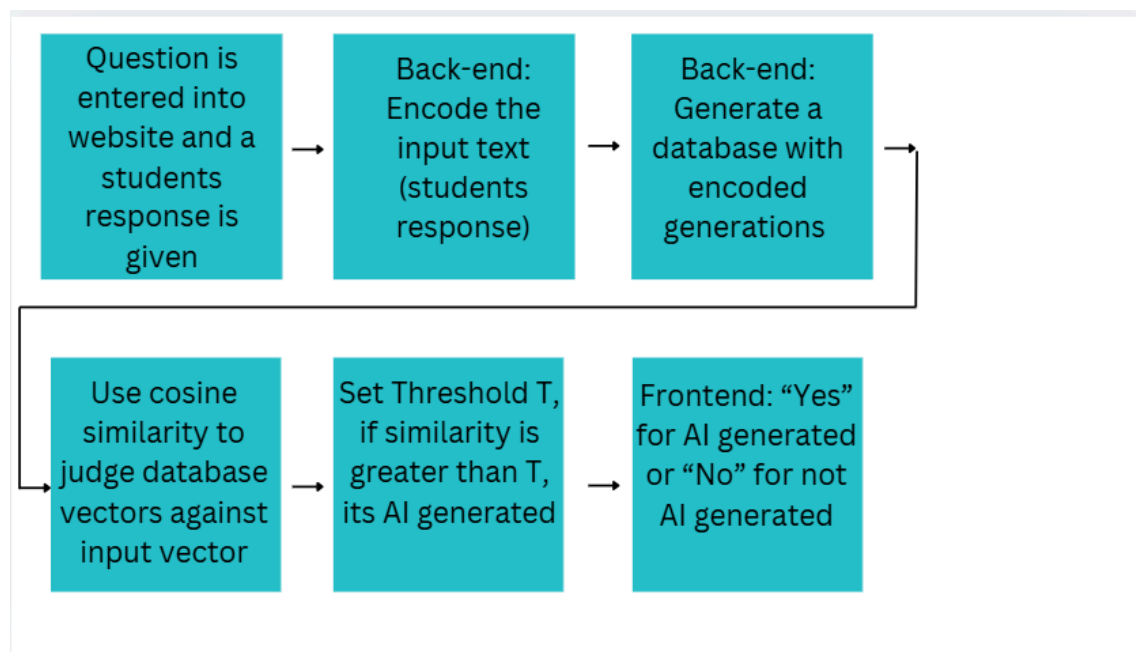 Question is
entered into
website and a
students
response is
given
Back-end:
Encode the
input text
(students
response)
Back-end:
Generate a
database with
encoded
generations
Use cosine
similarity to
judge database
vectors against
input vector
Set Threshold T,
if similarity is
greater than T,
its AI generated
Frontend: “Yes”
for AI generated
or “No” for not
AI generated